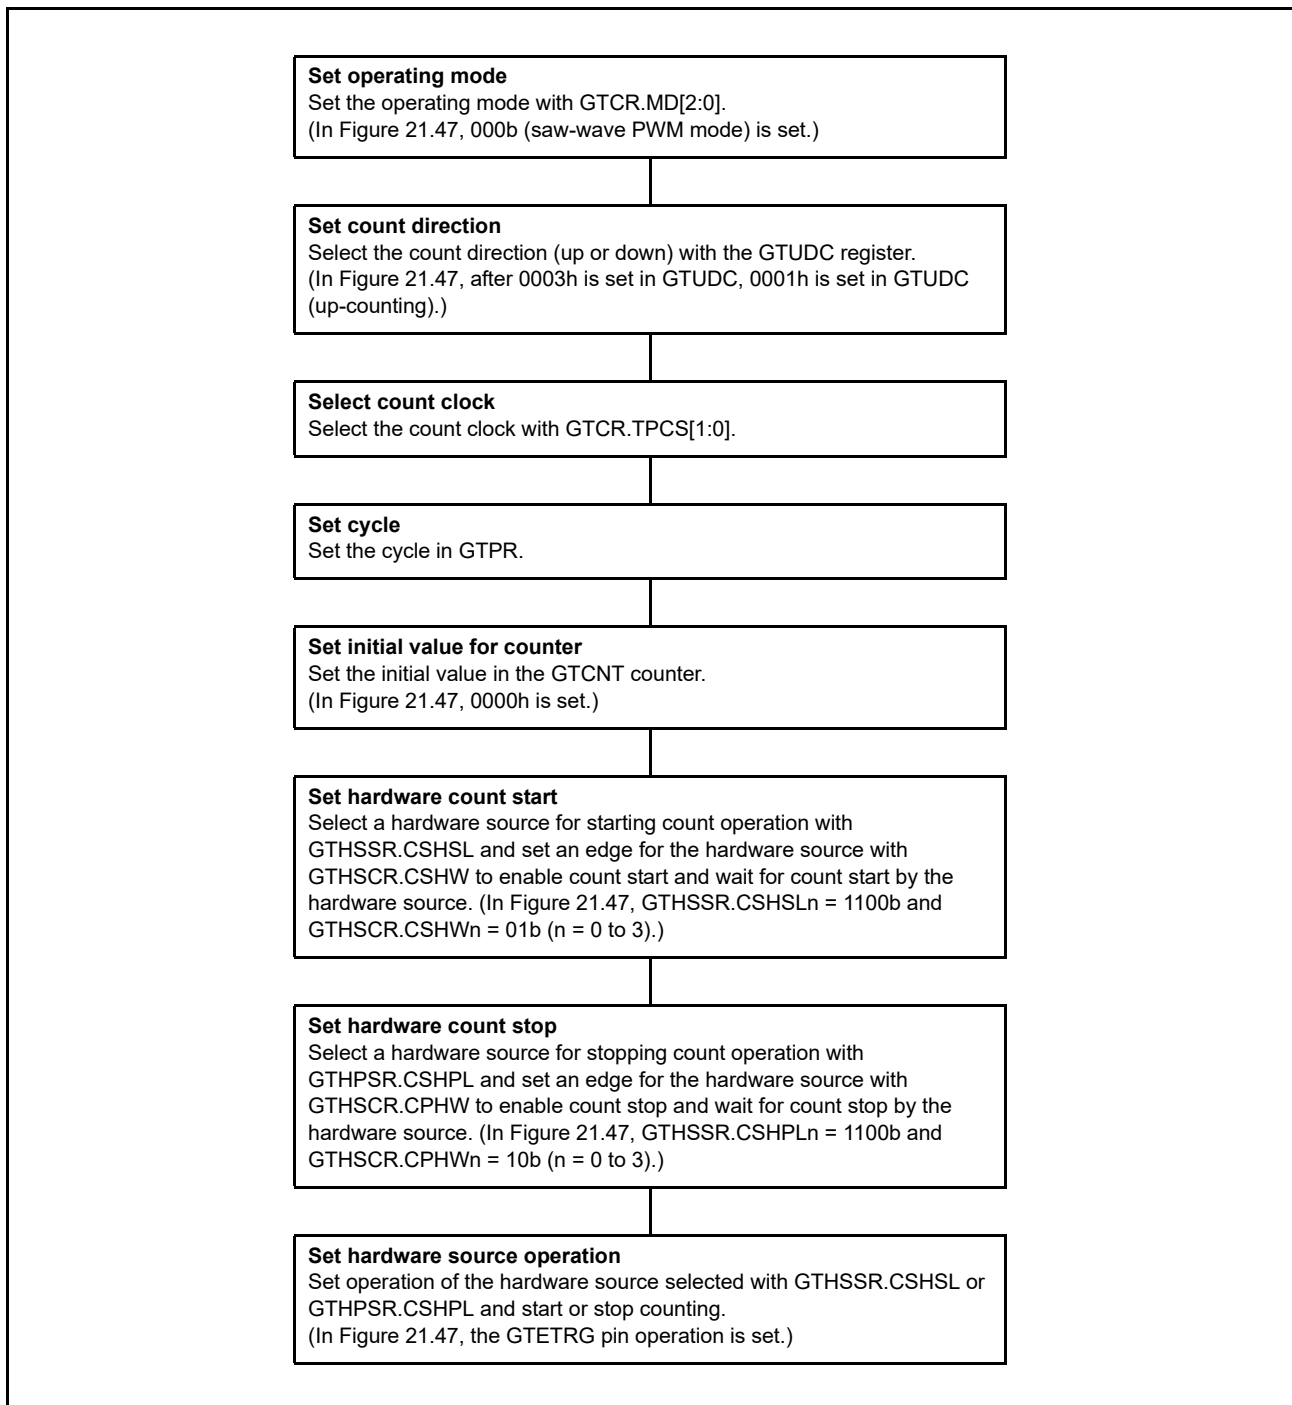 Set operating mode
Set the operating mode with GTCR.MD[2:0].
(In Figure 21.47, 000b (saw-wave PWM mode) is set.)
Set count direction
Select the count direction (up or down) with the GTUDC register.
(In Figure 21.47, after 0003h is set in GTUDC, 0001h is set in GTUDC
(up-counting).)
Select count clock
Select the count clock with GTCR.TPCS[1:0].
Set cycle
Set the cycle in GTPR.
Set initial value for counter
Set the initial value in the GTCNT counter.
(In Figure 21.47, 0000h is set.)
Set hardware count start
Select a hardware source for starting count operation with
GTHSSR.CSHSL and set an edge for the hardware source with
GTHSCR.CSHW to enable count start and wait for count start by the
hardware source. (In Figure 21.47, GTHSSR.CSHSLn = 1100b and
GTHSCR.CSHWn = 01b (n = 0 to 3).)
Set hardware count stop
Select a hardware source for stopping count operation with
GTHPSR.CSHPL and set an edge for the hardware source with
GTHSCR.CPHW to enable count stop and wait for count stop by the
hardware source. (In Figure 21.47, GTHSSR.CSHPLn = 1100b and
GTHSCR.CPHWn = 10b (n = 0 to 3).)
Set hardware source operation
Set operation of the hardware source selected with GTHSSR.CSHSL or
GTHPSR.CSHPL and start or stop counting.
(In Figure 21.47, the GTETRG pin operation is set.)